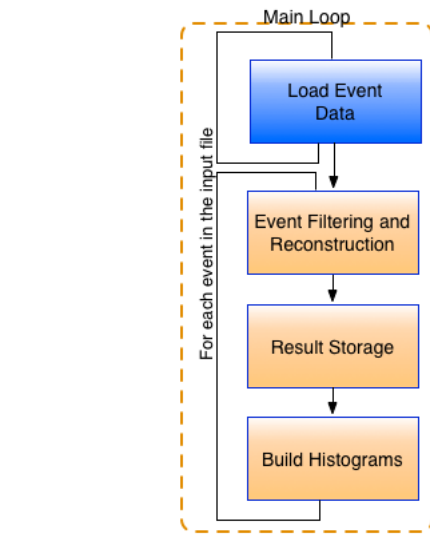 Main Loop
Load Event
Data
For each event in the input file
Event Filtering and
Reconstruction
Result Storage
Build Histograms